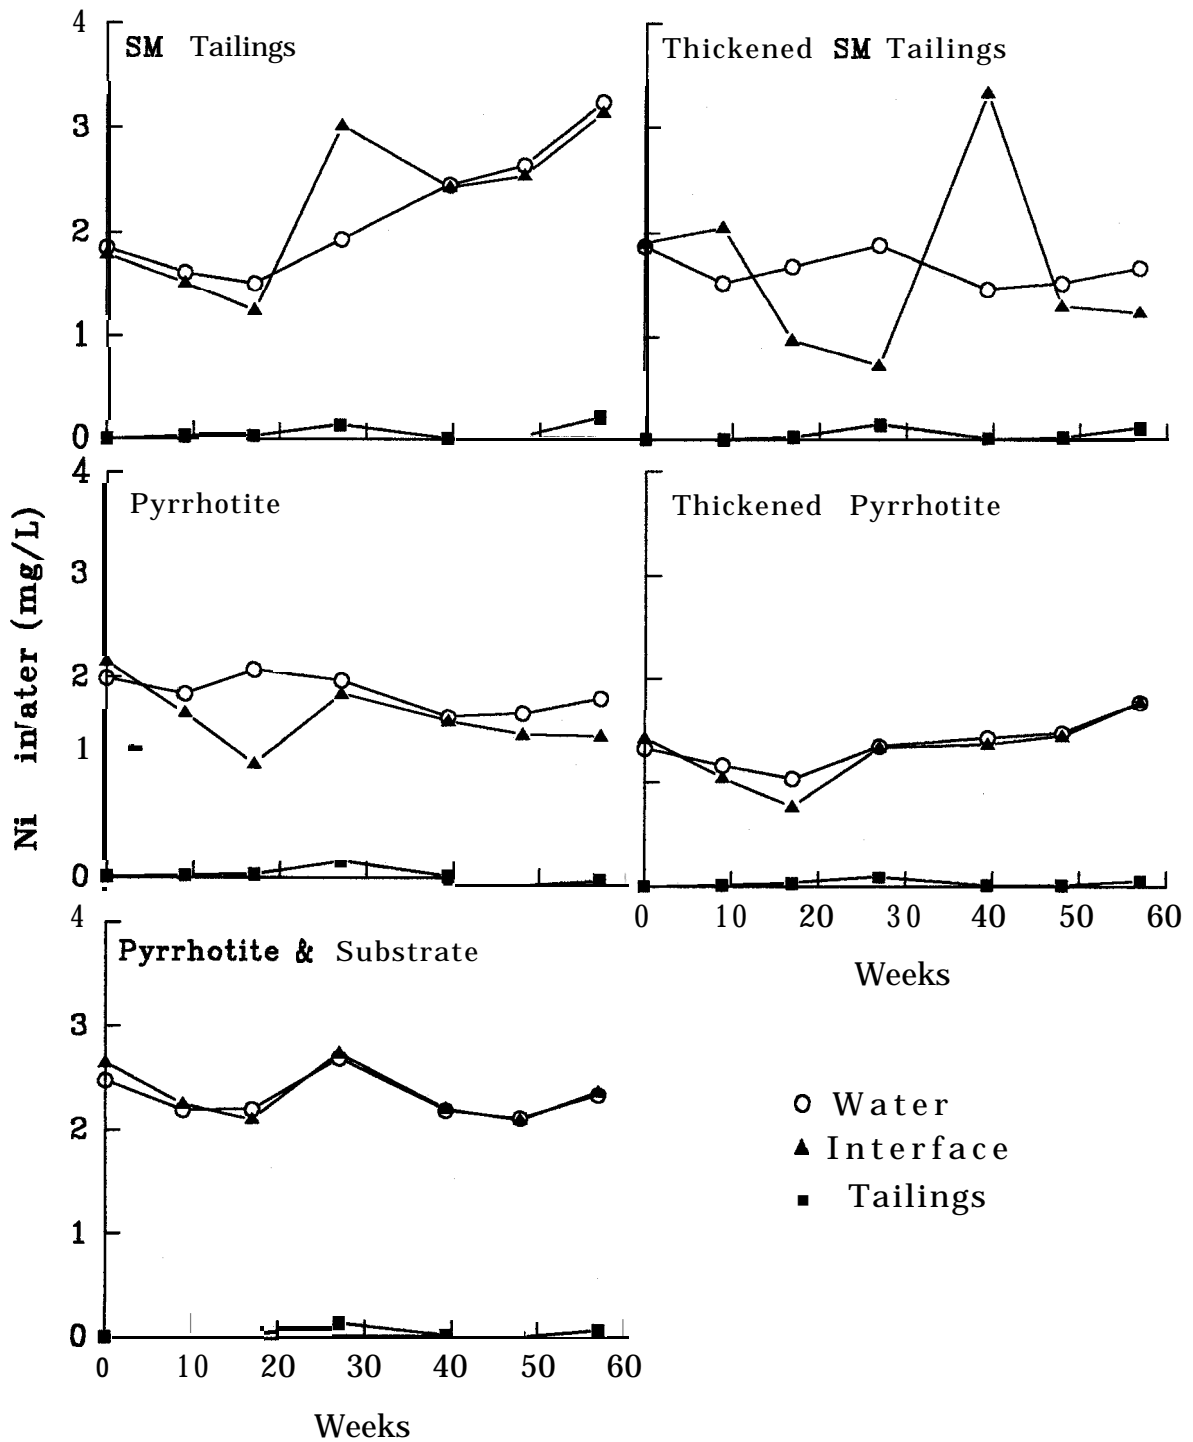 4
SM Tailings
3
2
1
0
Thickened SM Tailings
Ni in/ater (mg/L)
4
Pyrrhotite
3
2
1
0
Thickened Pyrrhotite
0 10 20 30 40 50 60
Weeks
4
Pyrrhotite & Substrate
3
2
1
0
0 10 20 30 40 50 60
Weeks
Water
Interface
Tailings